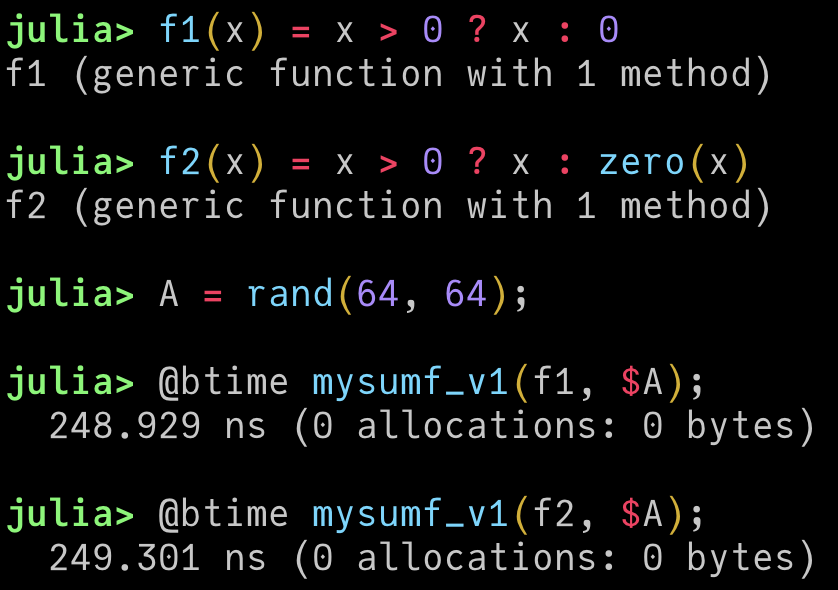 julia> f1(x) = x > 0 ? x : 0
f1 (generic function with 1 method)
julia> f2(x) = x > 0 ? x : zero(x)
f2 (generic function with 1 method)
julia> A = rand(64, 64);
julia> @btime mysumf_v1(f1, $A);
  248.929 ns (0 allocations: 0 bytes)
julia> @btime mysumf_v1(f2, $A);
  249.301 ns (0 allocations: 0 bytes)